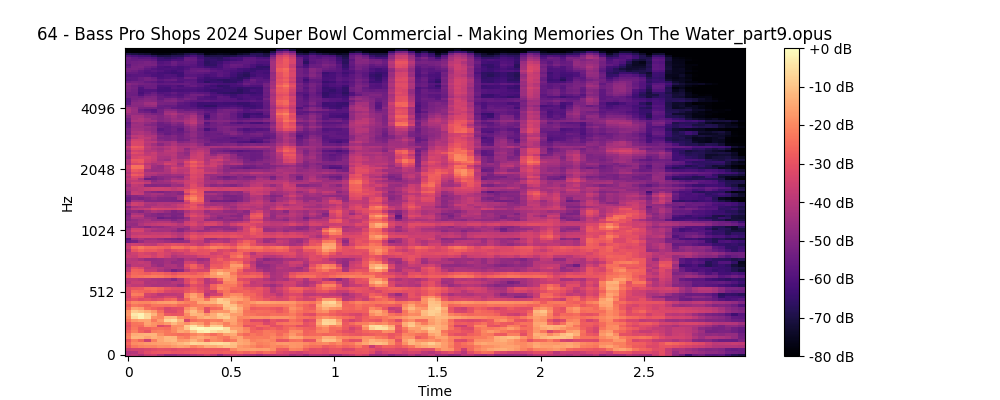 64 - Bass Pro Shops 2024 Super Bowl Commercial - Making Memories On The Water_part9.opus
+0 dB
-10 dB
-20 dB
-30 dB
-40 dB
-50 dB
-60 dB
-70 dB
-80 dB
4096
2048
1024
512
0
Hz
0 0.5 1 1.5 2 2.5
Time